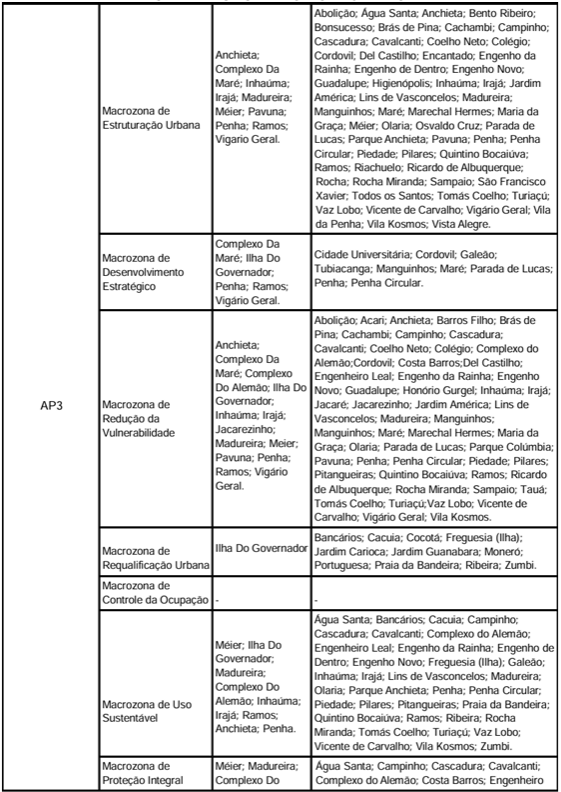 AP3
Macrozona de
Estruturação Urbana
Anchieta;
Complexo Da
Maré; Inhaúma;
Irajá; Madureira;
Méier; Pavuna;
Penha; Ramos;
Vigario Geral.
Abolição; Água Santa; Anchieta; Bento Ribeiro;
Bonsucesso; Brás de Pina; Cachambi; Campinho;
Cascadura; Cavalcanti; Coelho Neto; Colégio;
Cordovil; Del Castilho; Encantado; Engenho da
Rainha; Engenho de Dentro; Engenho Novo;
Guadalupe; Higienópolis; Inhaúma; Irajá; Jardim
América; Lins de Vasconcelos; Madureira;
Manguinhos; Maré; Marechal Hermes; Maria da
Graça; Méier; Olaria; Osvaldo Cruz; Parada de
Lucas; Parque Anchieta; Pavuna; Penha; Penha
Circular; Piedade; Pilares; Quintino Bocaiúva;
Ramos; Riachuelo; Ricardo de Albuquerque;
Rocha; Rocha Miranda; Sampaio; São Francisco
Xavier; Todos os Santos; Tomás Coelho; Turiaçú;
Vaz Lobo; Vicente de Carvalho; Vigário Geral; Vila
da Penha; Vila Kosmos; Vista Alegre.
Macrozona de
Desenvolvimento
Estratégico
Complexo Da
Maré; Ilha Do
Governador;
Penha; Ramos;
Vigário Geral.
Cidade Universitária; Cordovil; Galeão;
Tubiacanga; Manguinhos; Maré; Parada de Lucas;
Penha; Penha Circular.
Macrozona de
Redução da
Vulnerabilidade
Anchieta;
Complexo Da
Maré; Complexo
Do Alemão; Ilha Do
Governador;
Inhaúma; Irajá;
Jacarezinho;
Madureira; Meier;
Pavuna; Penha;
Ramos; Vigário
Geral.
Abolição; Acari; Anchieta; Barros Filho; Brás de
Pina; Cachambi; Campinho; Cascadura;
Cavalcanti; Coelho Neto; Colégio; Complexo do
Alemão;Cordovil; Costa Barros;Del Castilho;
Engenheiro Leal; Engenho da Rainha; Engenho
Novo; Guadalupe; Honório Gurgel; Inhaúma; Irajá;
Jacaré; Jacarezinho; Jardim América; Lins de
Vasconcelos; Madureira; Manguinhos;
Manguinhos; Maré; Marechal Hermes; Maria da
Graça; Olaria; Parada de Lucas; Parque Colúmbia;
Pavuna; Penha; Penha Circular; Piedade; Pilares;
Pitangueiras; Quintino Bocaiúva; Ramos; Ricardo
de Albuquerque; Rocha Miranda; Sampaio; Tauá;
Tomás Coelho; Turiaçú;Vaz Lobo; Vicente de
Carvalho; Vigário Geral; Vila Kosmos.
Macrozona de
Requalificação Urbana
Ilha Do Governador
Bancários; Cacuia; Cocotá; Freguesia (Ilha);
Jardim Carioca; Jardim Guanabara; Moneró;
Portuguesa; Praia da Bandeira; Ribeira; Zumbi.
Macrozona de
Controle da Ocupação
-
-
Macrozona de Uso
Sustentável
Méier; Ilha Do
Governador;
Madureira;
Complexo Do
Alemão; Inhaúma;
Irajá; Ramos;
Anchieta; Penha.
Água Santa; Bancários; Cacuia; Campinho;
Cascadura; Cavalcanti; Complexo do Alemão;
Engenheiro Leal; Engenho da Rainha; Engenho de
Dentro; Engenho Novo; Freguesia (Ilha); Galeão;
Inhaúma; Irajá; Lins de Vasconcelos; Madureira;
Olaria; Parque Anchieta; Penha; Penha Circular;
Piedade; Pilares; Pitangueiras; Praia da Bandeira;
Quintino Bocaiúva; Ramos; Ribeira; Rocha
Miranda; Tomás Coelho; Turiaçú; Vaz Lobo;
Vicente de Carvalho; Vila Kosmos; Zumbi.
Macrozona de
Proteção Integral
Méier; Madureira;
Complexo Do
Água Santa; Campinho; Cascadura; Cavalcanti;
Complexo do Alemão; Costa Barros; Engenheiro